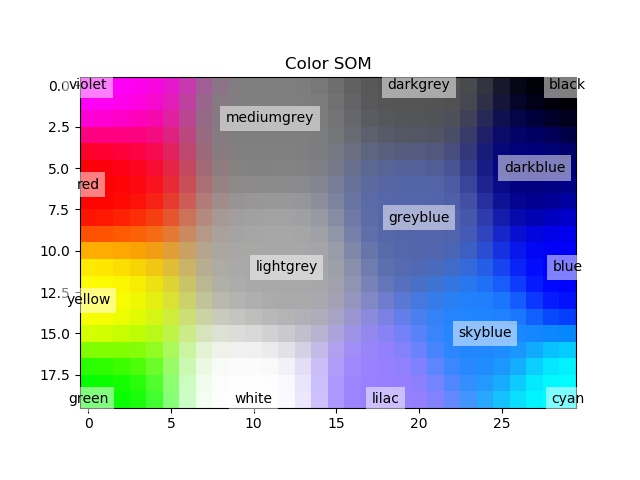 Color SOM
0.0 violet darkgrey black
mediumgrey
2.5
5.0 darkblue
red
7.5 greyblue
10.0
lightgrey blue
12.5 yellow
15.0 skyblue
17.5
green white lilac cyan
0 5 10 15 20 25